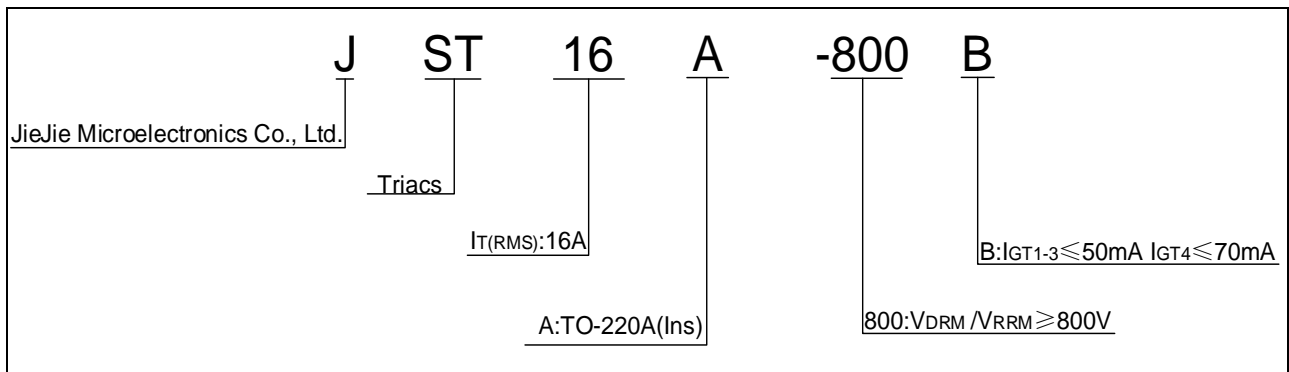 J ST 16 A -800 B
JieJie Microelectronics Co., Ltd.
Triacs
IT(RMS):16A
B:IGT1-3≤50mA IGT4≤70mA
A:TO-220A(Ins)
800:VDRM /VRRM≥800V